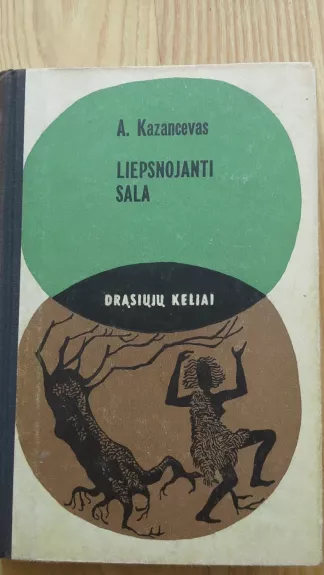 A. Kazancevas
LIEPSNOJANTI
SALA
DRĄSIŲJŲ KELIAI